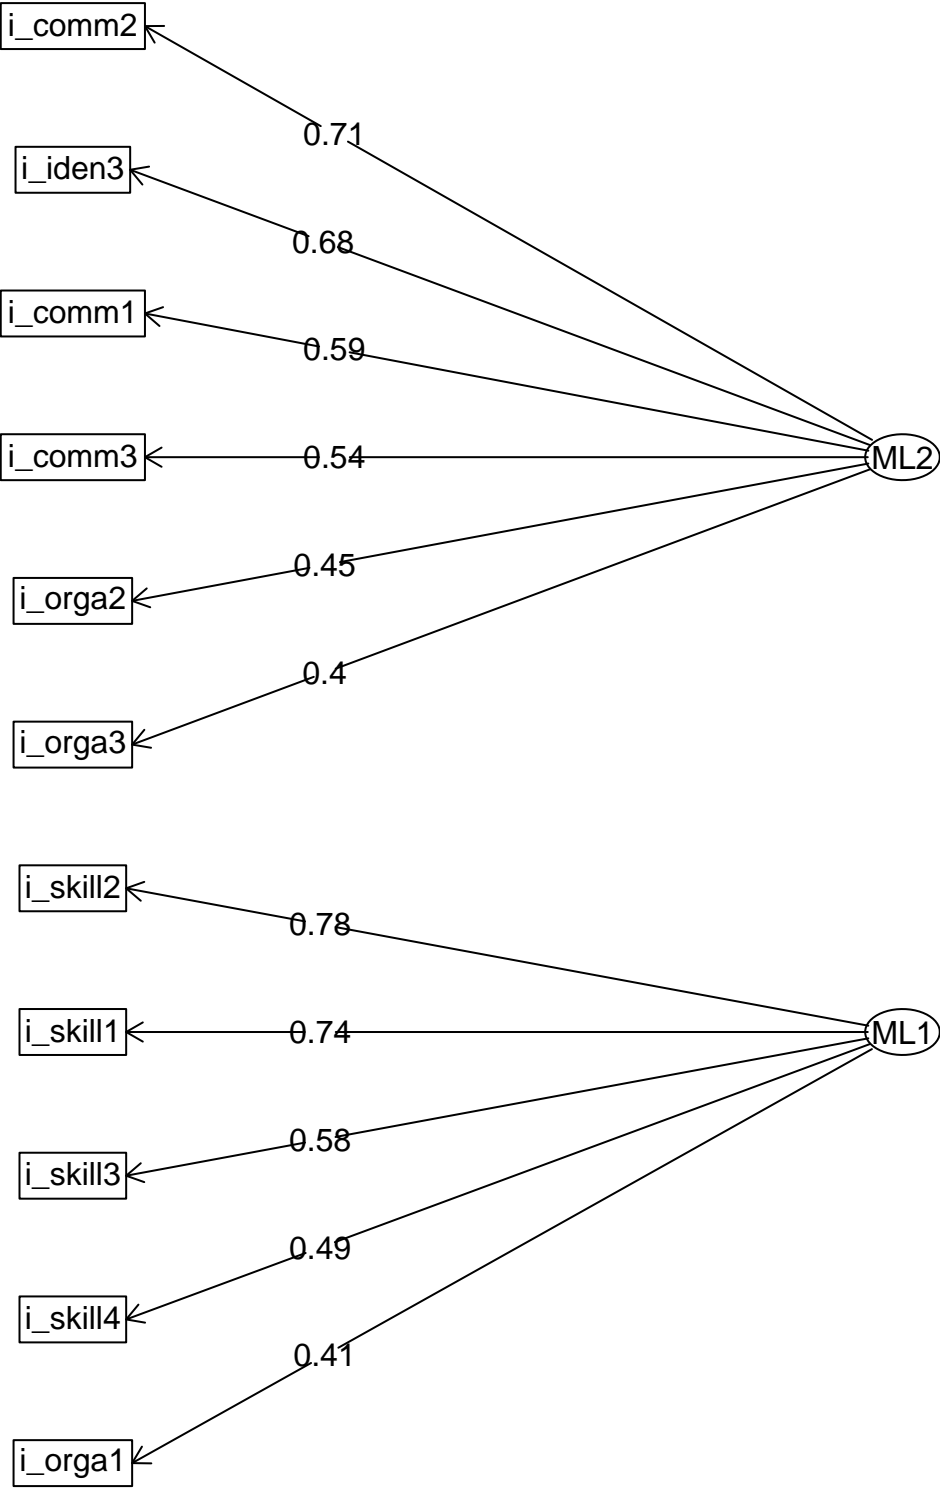 i_comm2
0.71
i_iden3
0.68
i_comm1
0.59
i_comm3
0.54
ML2
i_orga2
0.45
0.4
i_orga3
i_skill2
0.78
i_skill1
0.74
ML1
i_skill3
0.58
0.49
i_skill4
0.41
i_orga1